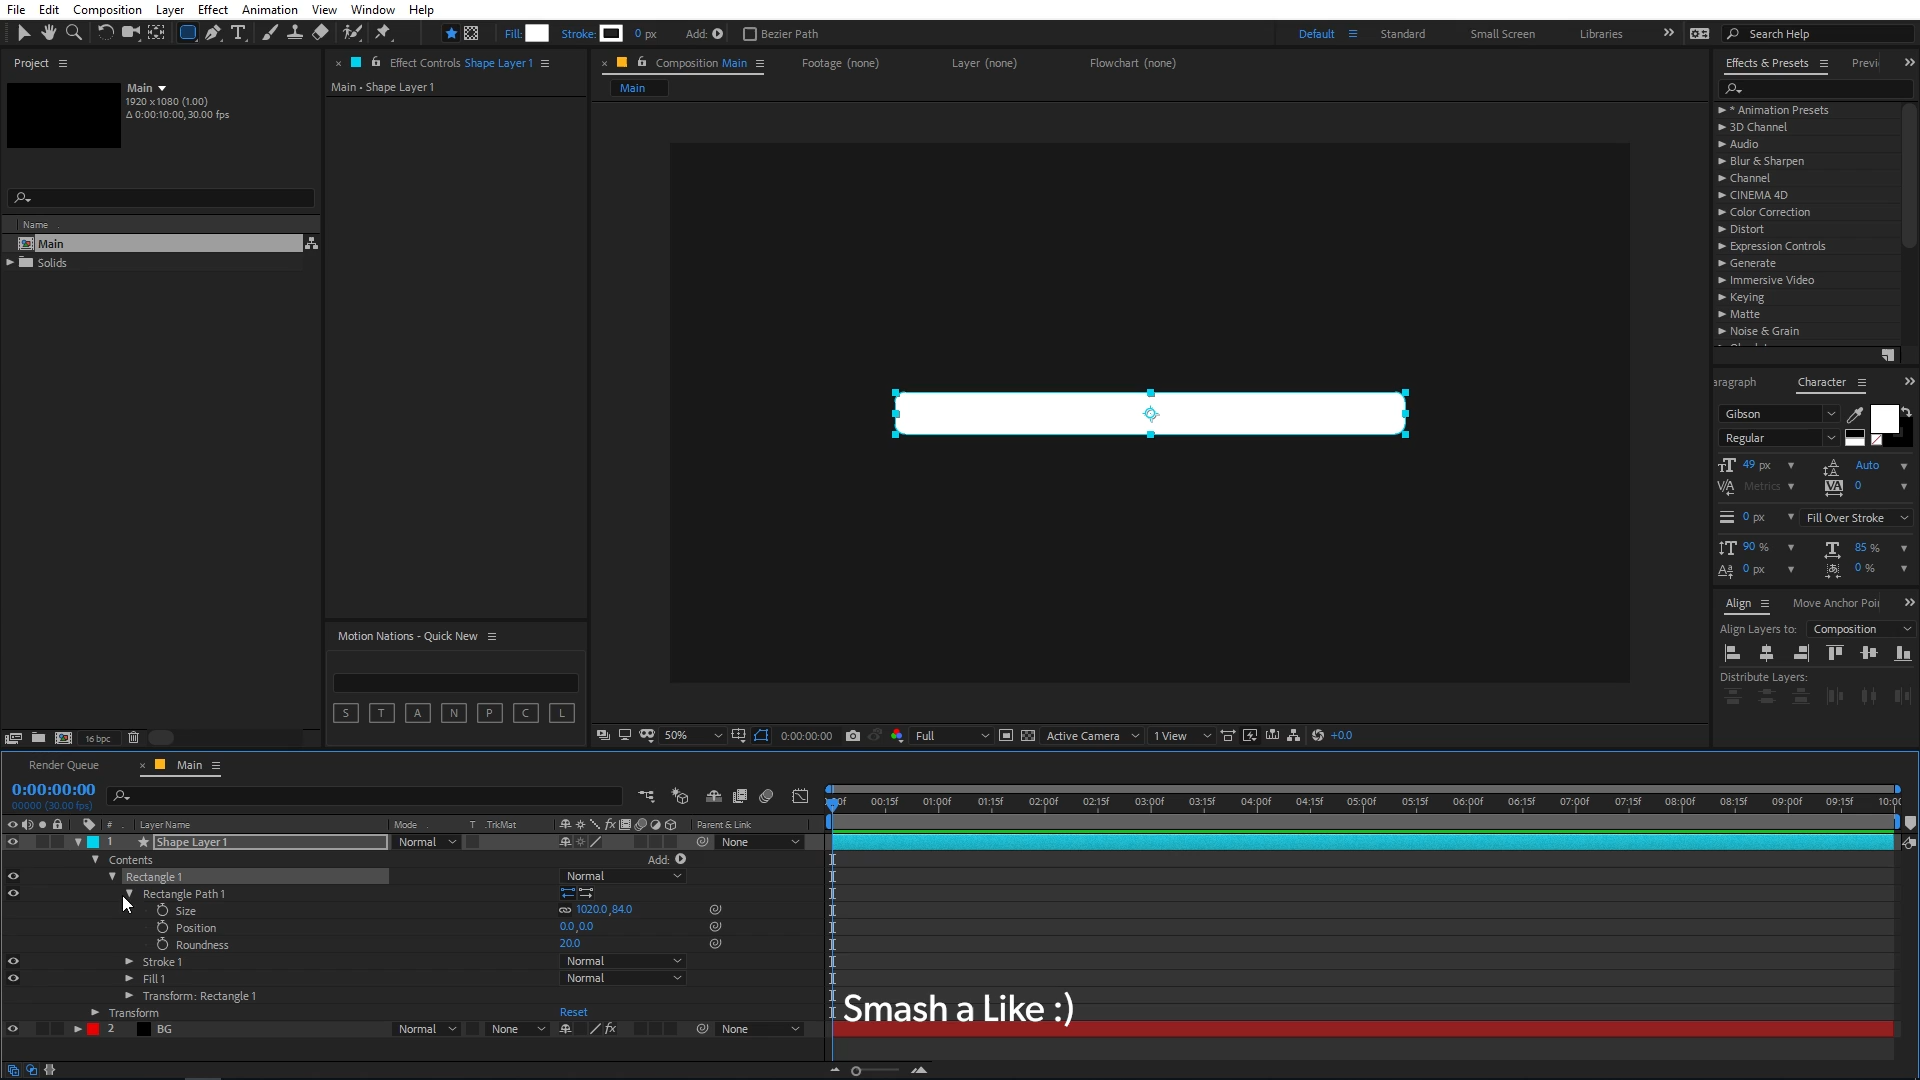 File Edit Composition Layer Effect Animation View Window Help
Fill: Stroke: 0 px Add: Bezier Path Default Standard Small Screen Libraries Search Help
Project
Effect Controls Shape Layer 1
Composition Main
Footage (none)
Layer (none)
Flowchart (none)
Effects & Presets
Main
1920 x 1080 (1.00)
Δ 0:00:10:00, 30.00 fps
Main • Shape Layer 1
Main
Name
Main
Solids
* Animation Presets
3D Channel
Audio
Blur & Sharpen
Channel
CINEMA 4D
Color Correction
Distort
Expression Controls
Generate
Immersive Video
Keying
Matte
Noise & Grain
aragraph Character
Gibson
Regular
49 px Auto
Metrics 0
0 px Fill Over Stroke
90 % 85 %
0 px 0 %
Align Move Anchor Poi
Align Layers to: Composition
Distribute Layers:
Motion Nations - Quick New
S T A N P C L
16 bpc
50% 0:00:00:00 Full Active Camera 1 View +0.0
Render Queue Main
0:00:00:00
00000 (30.00 fps)
00:15f 01:00f 01:15f 02:00f 02:15f 03:00f 03:15f 04:00f 04:15f 05:00f 05:15f 06:00f 06:15f 07:00f 07:15f 08:00f 08:15f 09:00f 09:15f 10:00
# Layer Name Mode T .TrkMat Parent & Link
1 Shape Layer 1 Normal None
Contents Add:
Rectangle 1 Normal
Rectangle Path 1
Size 1020.0,84.0
Position 0.0,0.0
Roundness 20.0
Stroke 1 Normal
Fill 1 Normal
Transform: Rectangle 1
Transform Reset
2 BG Normal None None
Smash a Like :)